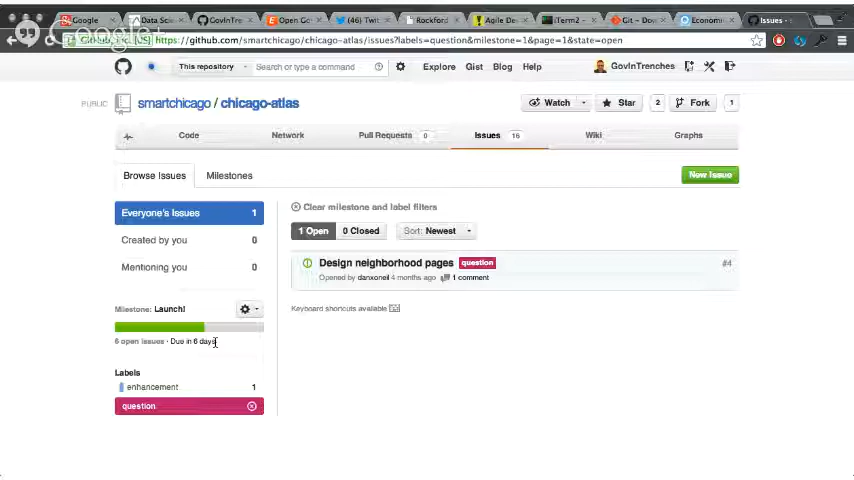 Google
Data Sci
GovInTre
Open Go
(46) Twit
Rockford
Agile De
iTerm2 -
Git – Dow
Economi
Issues · s
Google+
GitHub, Inc. [US] https://github.com/smartchicago/chicago-atlas/issues?labels=question&milestone=1&page=1&state=open
This repository Search or type a command Explore Gist Blog Help GovInTrenches
PUBLIC smartchicago / chicago-atlas Watch Star 2 Fork 1
Code Network Pull Requests 0 Issues 16 Wiki Graphs
Browse Issues Milestones New Issue
Everyone's Issues 1
Created by you 0
Mentioning you 0
Milestone: Launch!
6 open issues · Due in 6 days
Labels
enhancement 1
question
Clear milestone and label filters
1 Open 0 Closed Sort: Newest
Design neighborhood pages question #4
Opened by danxoneil 4 months ago 1 comment
Keyboard shortcuts available